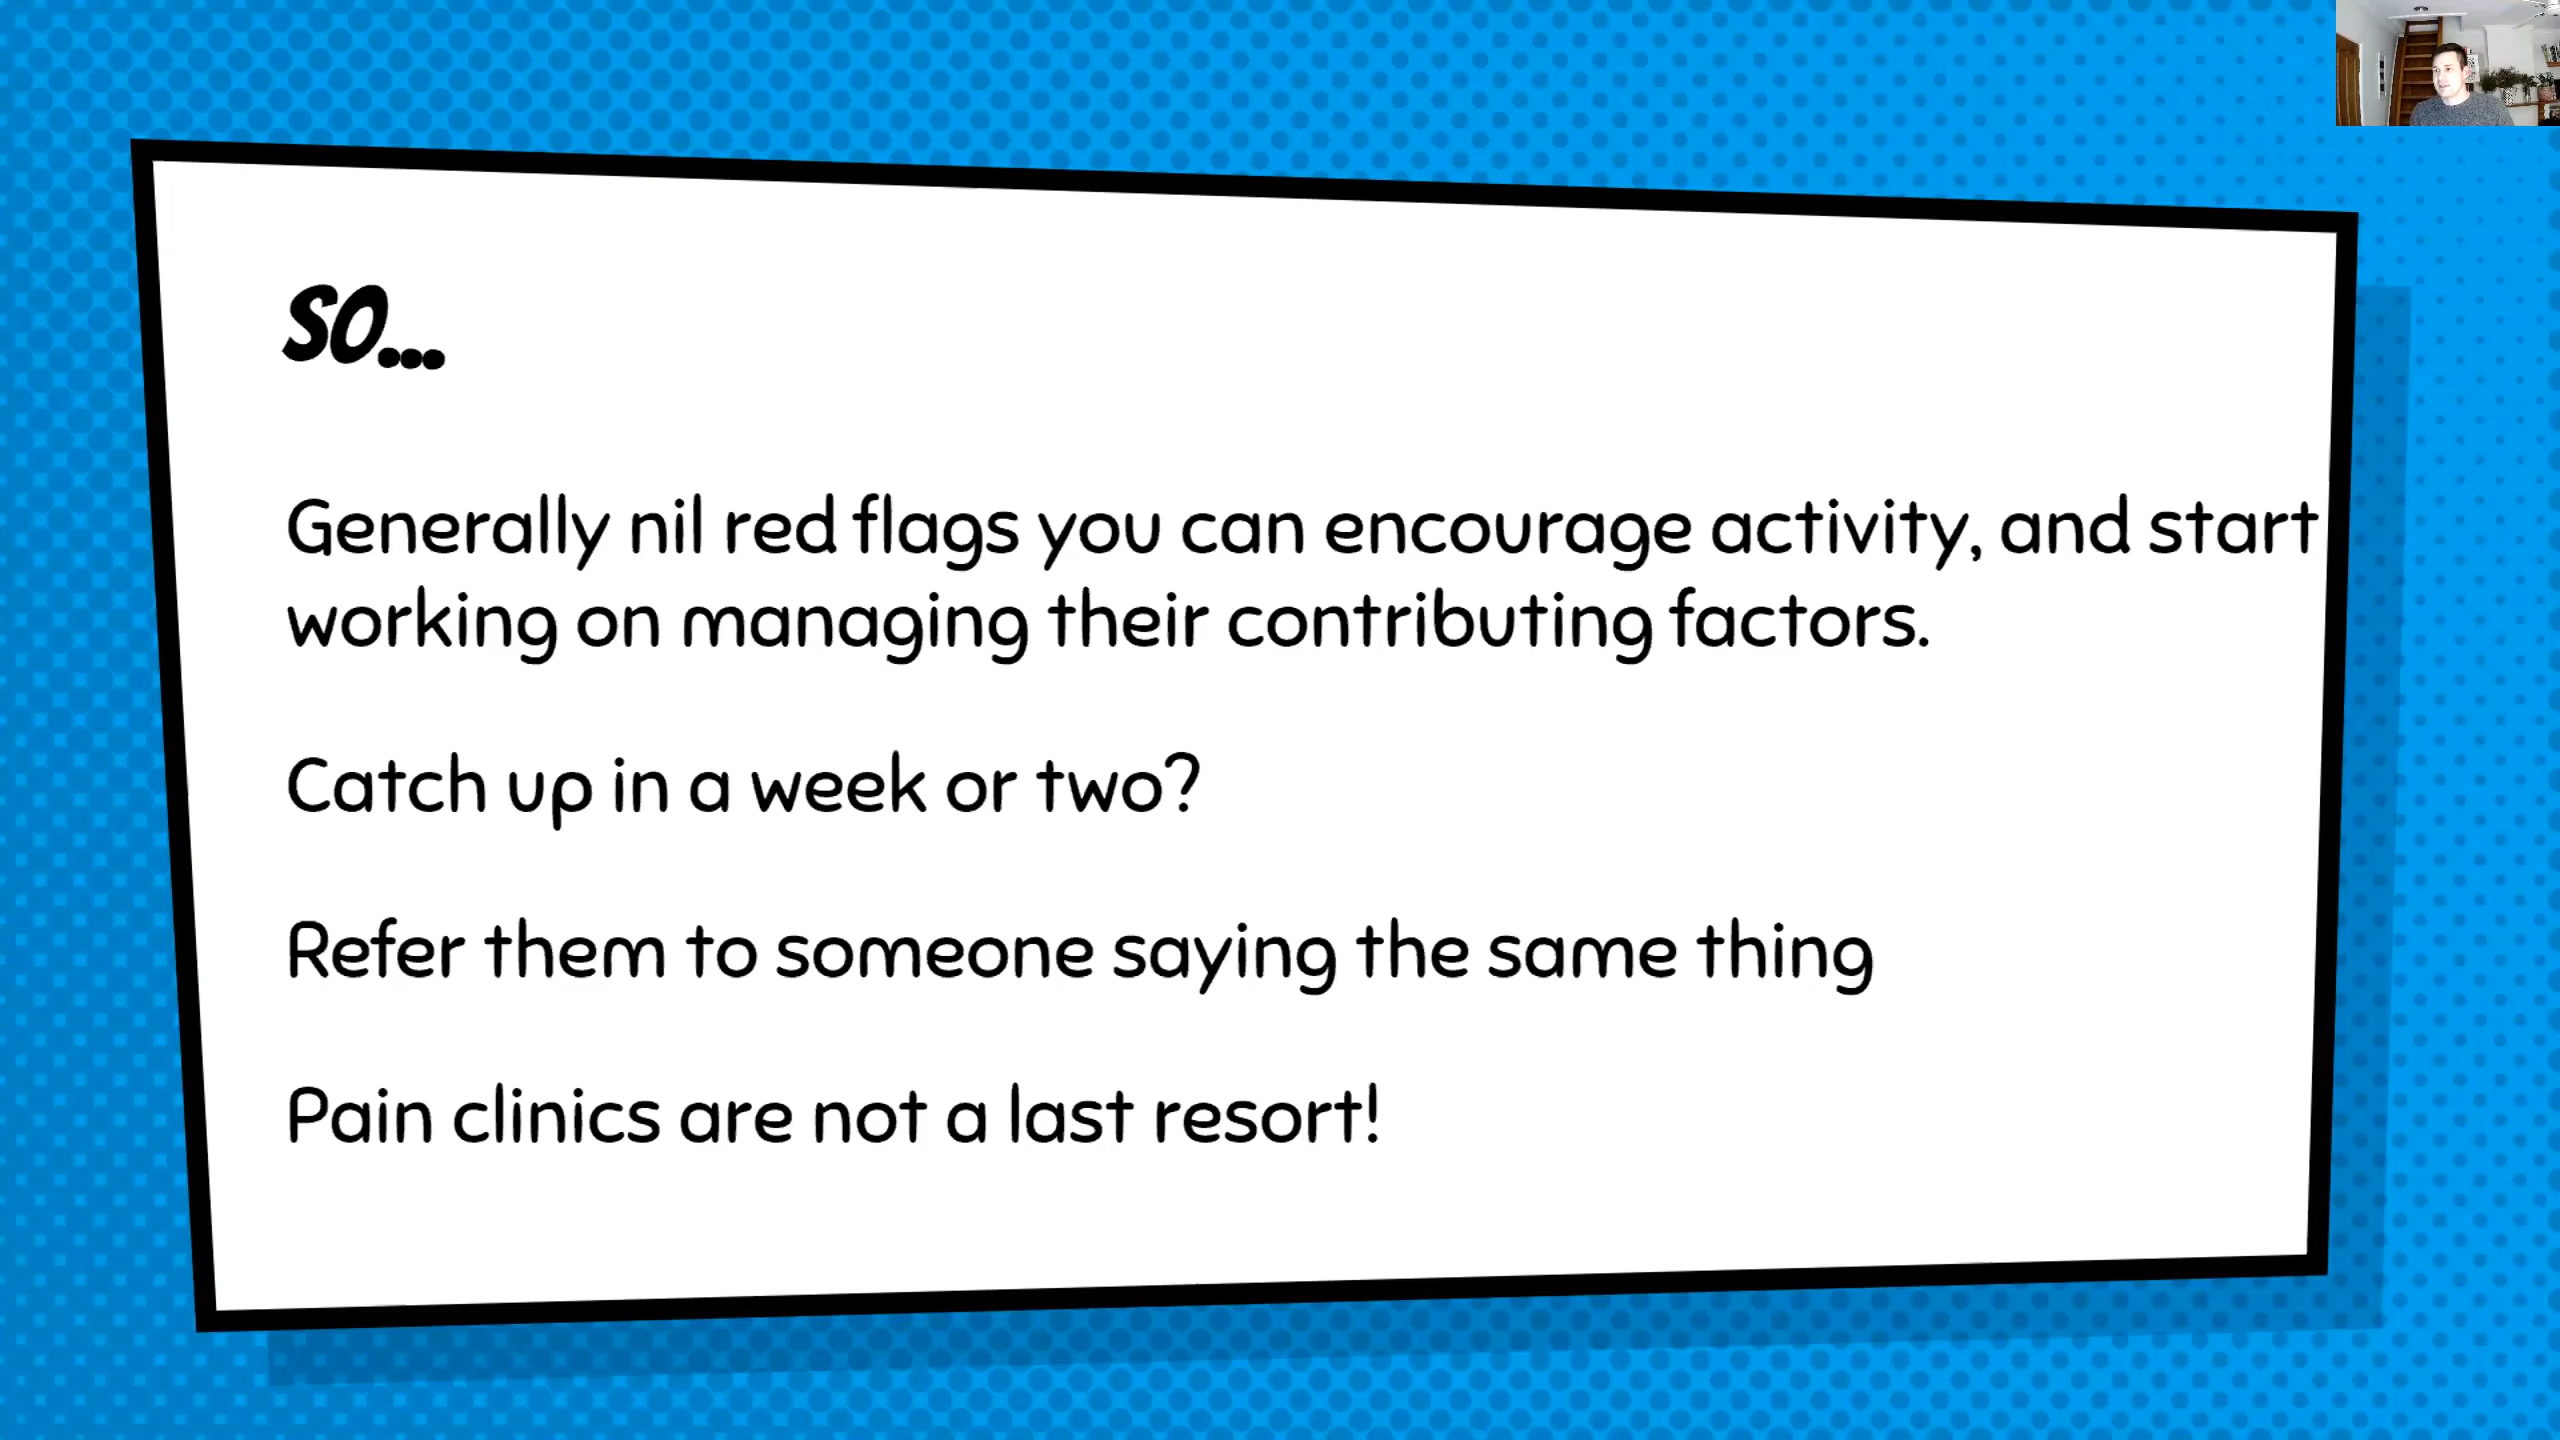 SO...
Generally nil red flags you can encourage activity, and start
working on managing their contributing factors.
Catch up in a week or two?
Refer them to someone saying the same thing
Pain clinics are not a last resort!